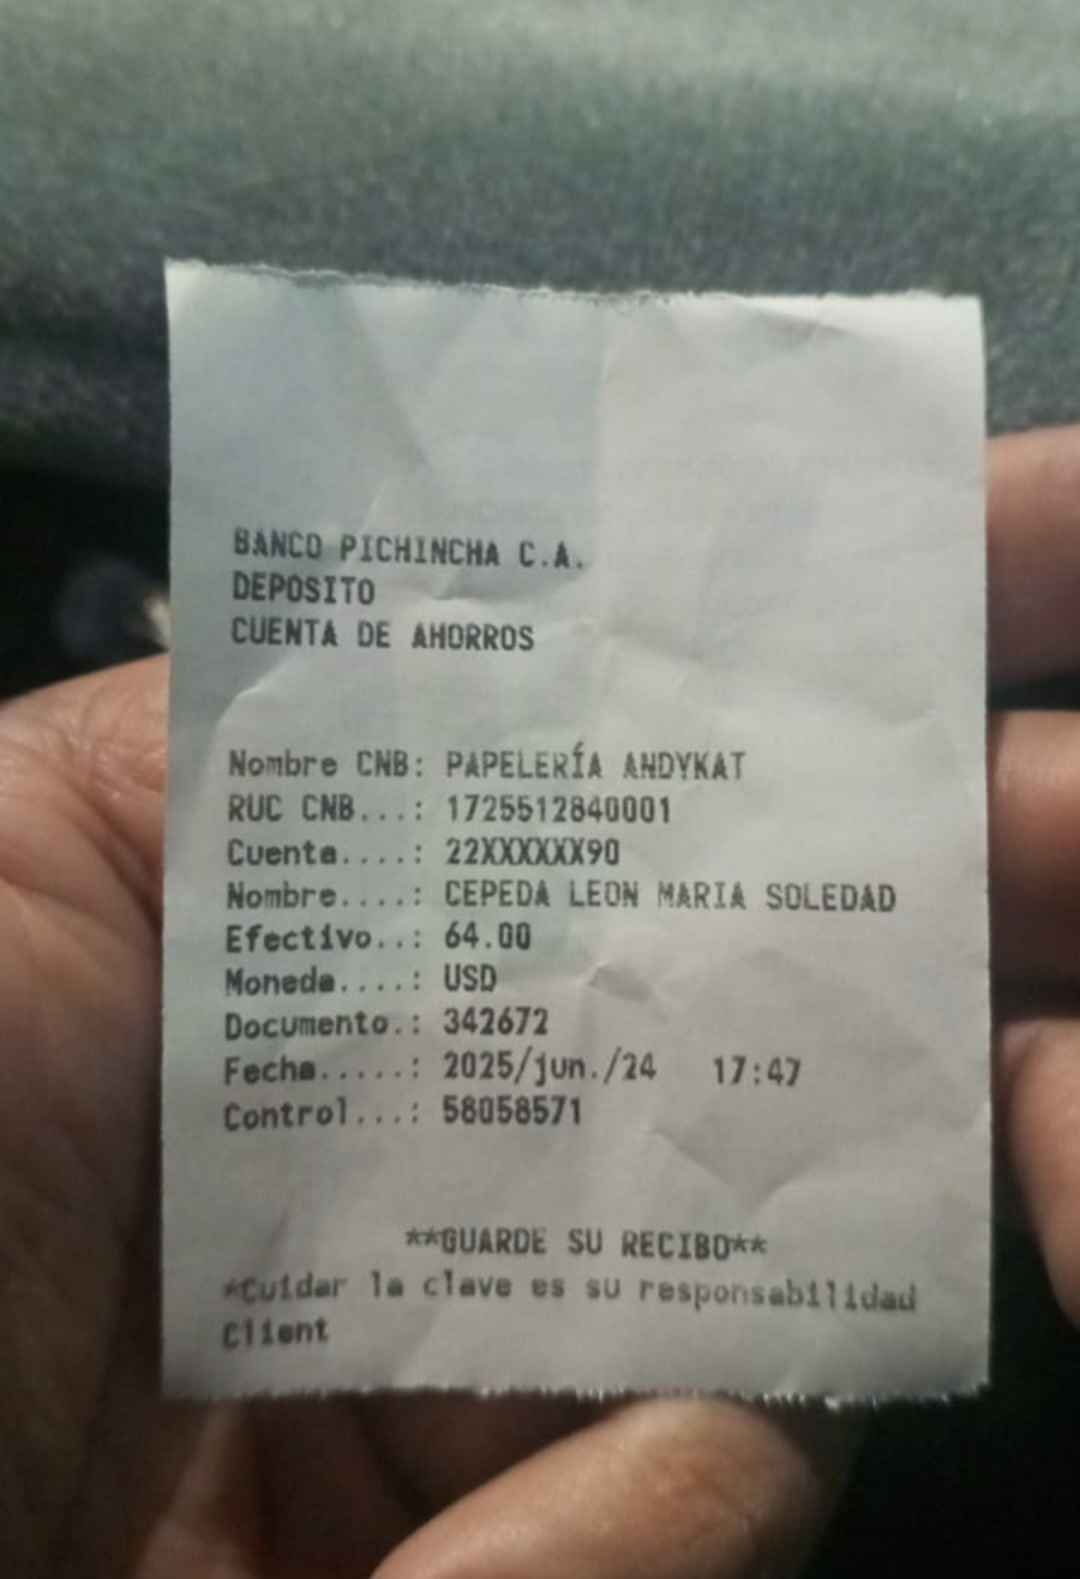 BANCO PICHINCHA C.A.
DEPOSITO
CUENTA DE AHORROS
Nombre CNB: PAPELERÍA ANDYKAT
RUC CNB...: 1725512840001
Cuenta....: 22XXXXXX90
Nombre....: CEPEDA LEON MARIA SOLEDAD
Efectivo..: 64.00
Moneda....: USD
Documento.: 342672
Fecha.....: 2025/jun./24 17:47
Control...: 58058571
**GUARDE SU RECIBO**
*Cuidar la clave es su responsabilidad
Client